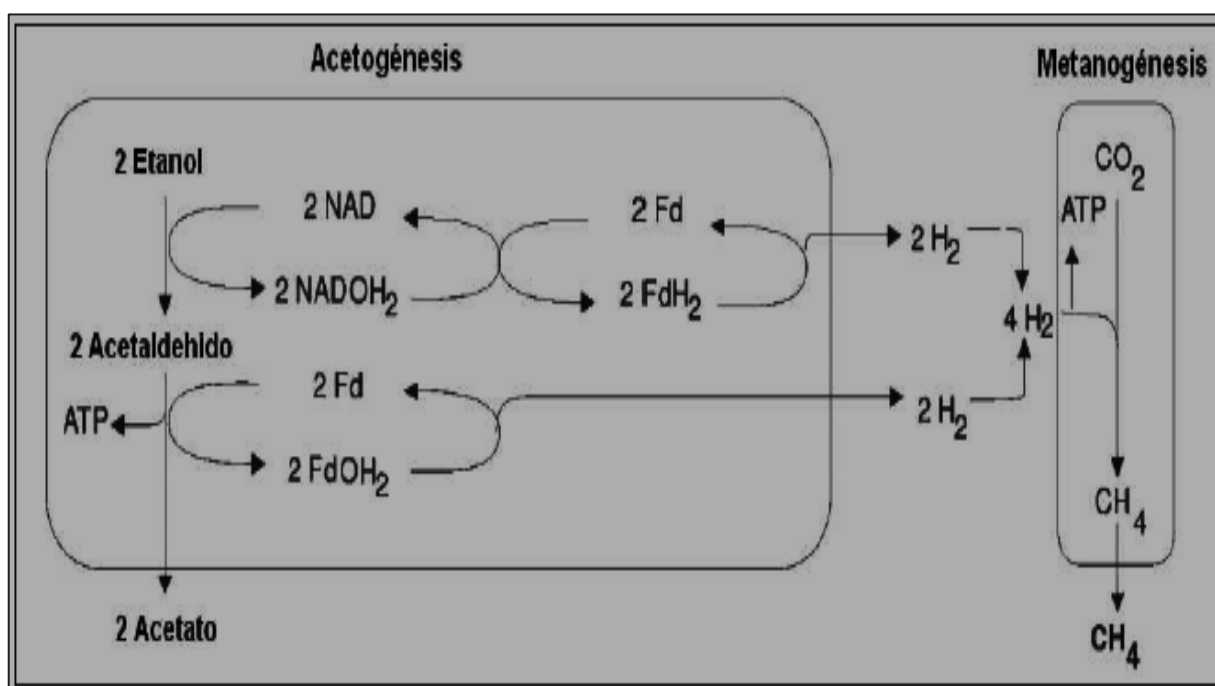 Acetogénesis
Metanogénesis
2 Etanol
2 NAD
2 Fd
CO₂
ATP
2 H₂
2 NADOH₂
2 FdH₂
4 H₂
2 Acetaldehido
2 Fd
ATP
2 H₂
2 FdOH₂
CH₄
2 Acetato
CH₄